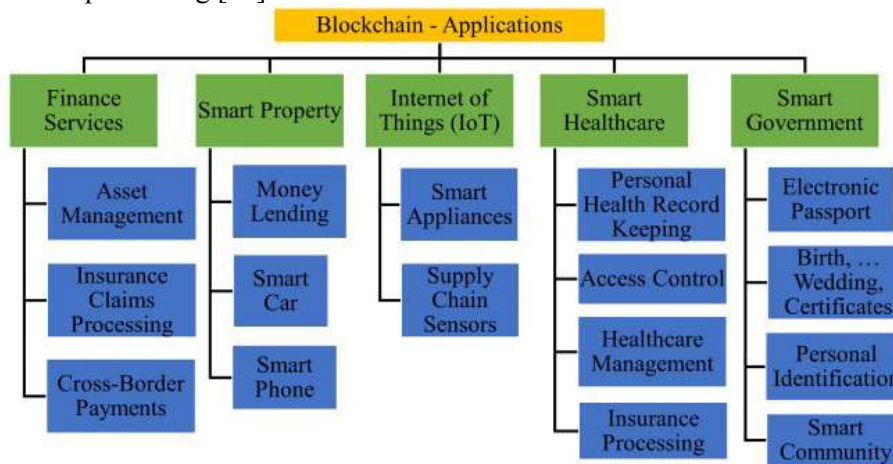 Blockchain - Applications
Finance
Services
Asset
Management
Insurance
Claims
Processing
Cross-Border
Payments
Smart Property
Money
Lending
Smart
Car
Smart
Phone
Internet of
Things (IoT)
Smart
Appliances
Supply
Chain
Sensors
Smart
Healthcare
Personal
Health Record
Keeping
Access Control
Healthcare
Management
Insurance
Processing
Smart
Government
Electronic
Passport
Birth, …
Wedding,
Certificates
Personal
Identification
Smart
Community